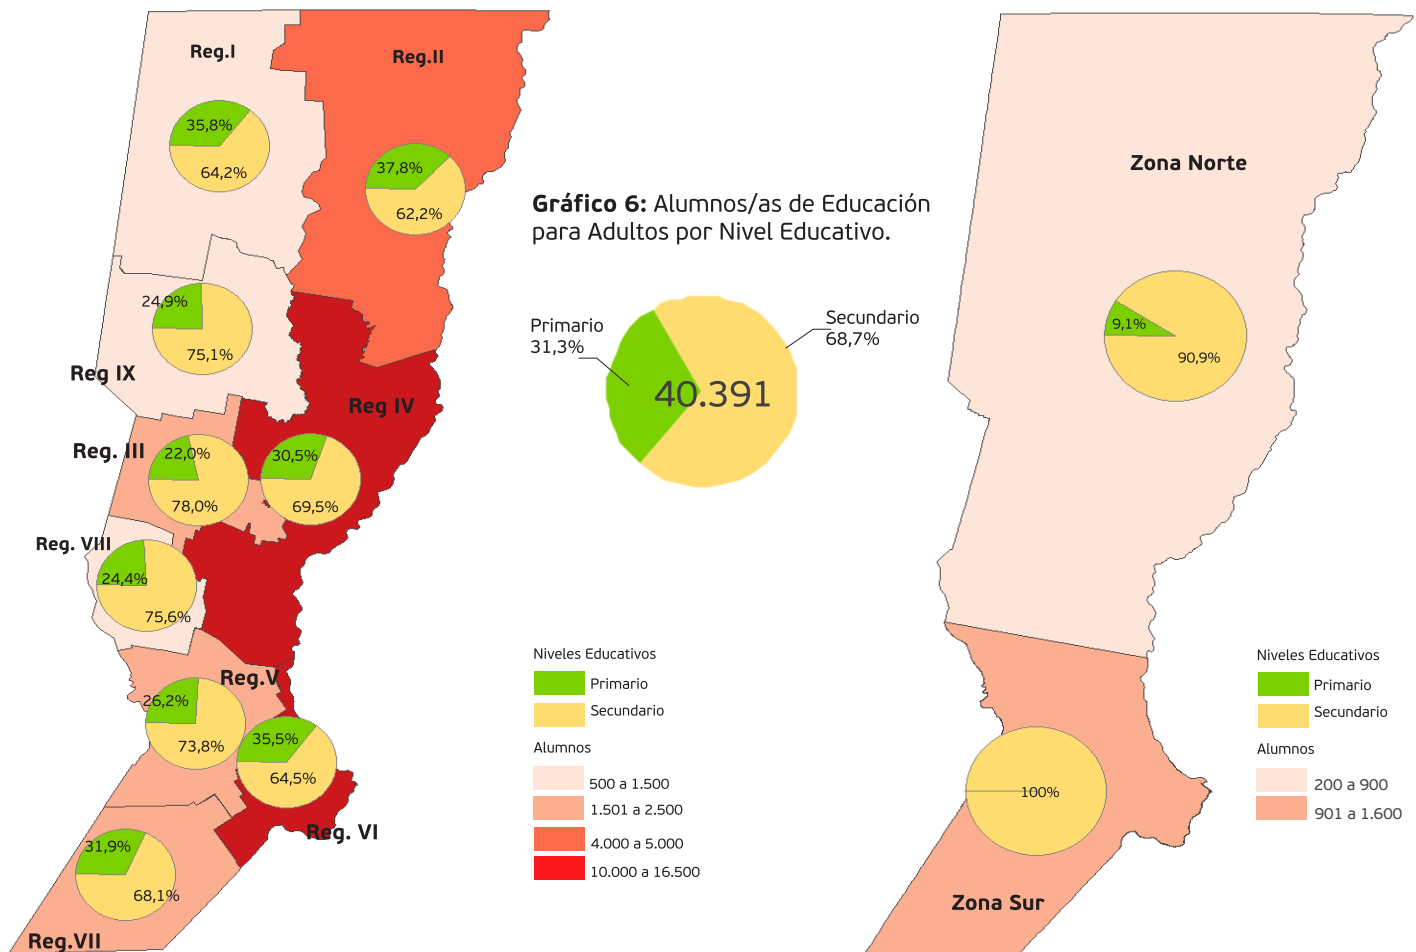 Reg.I
Reg.II
35,8%
64,2%
37,8%
62,2%
Gráfico 6: Alumnos/as de Educación
para Adultos por Nivel Educativo.
24,9%
75,1%
Reg IX
Primario
31,3%
Secundario
68,7%
40.391
Reg IV
Reg. III
22,0%
78,0%
30,5%
69,5%
Reg. VIII
24,4%
75,6%
Reg.V
26,2%
73,8%
35,5%
64,5%
Reg. VI
31,9%
68,1%
Reg.VII
Niveles Educativos
Primario
Secundario
Alumnos
500 a 1.500
1.501 a 2.500
4.000 a 5.000
10.000 a 16.500
Zona Norte
9,1%
90,9%
100%
Zona Sur
Niveles Educativos
Primario
Secundario
Alumnos
200 a 900
901 a 1.600